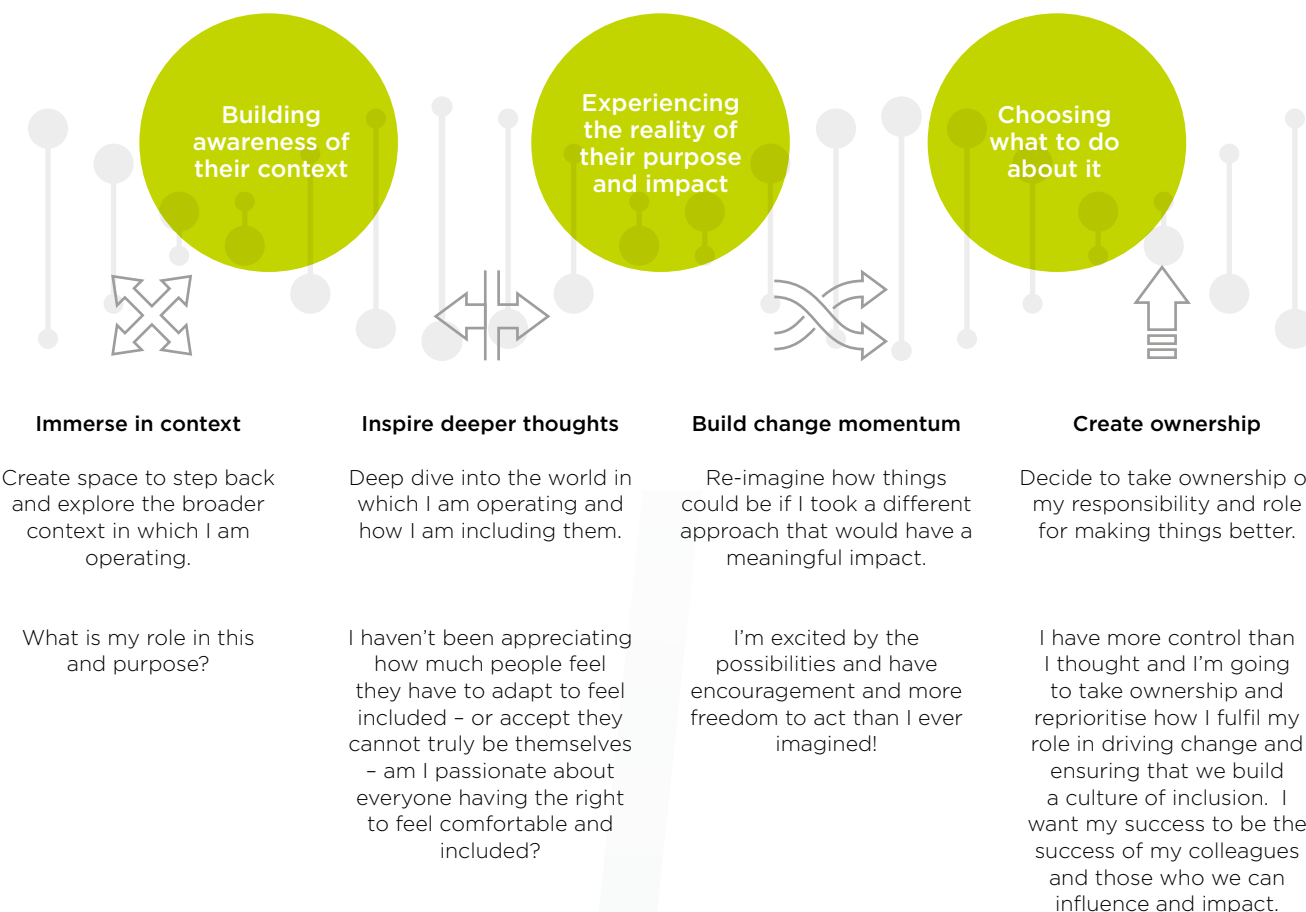 Building
awareness of
their context
Experiencing
the reality of
their purpose
and impact
Choosing
what to do
about it
Immerse in context
Create space to step back
and explore the broader
context in which I am
operating.
What is my role in this
and purpose?
Inspire deeper thoughts
Deep dive into the world in
which I am operating and
how I am including them.
I haven’t been appreciating
how much people feel
they have to adapt to feel
included – or accept they
cannot truly be themselves
– am I passionate about
everyone having the right
to feel comfortable and
included?
Build change momentum
Re-imagine how things
could be if I took a different
approach that would have a
meaningful impact.
I’m excited by the
possibilities and have
encouragement and more
freedom to act than I ever
imagined!
Create ownership
Decide to take ownership o
my responsibility and role
for making things better.
I have more control than
I thought and I’m going
to take ownership and
reprioritise how I fulfil my
role in driving change and
ensuring that we build
a culture of inclusion. I
want my success to be the
success of my colleagues
and those who we can
influence and impact.